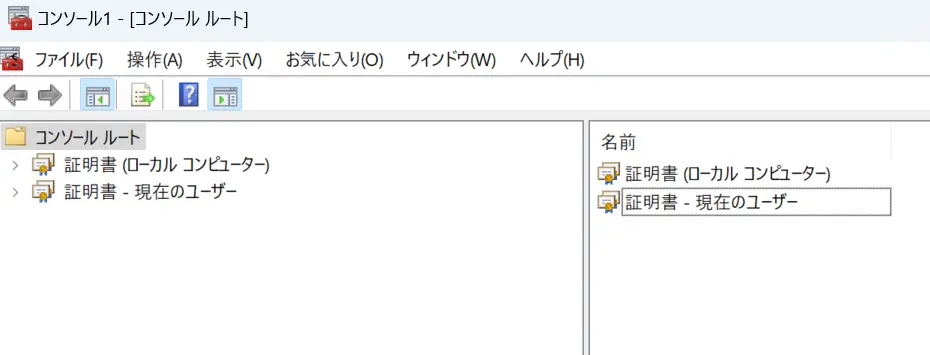 コンソール1 - [コンソール ルート]
ファイル(F) 操作(A) 表示(V) お気に入り(O) ウィンドウ(W) ヘルプ(H)
コンソール ルート
証明書 (ローカル コンピューター)
証明書 - 現在のユーザー
名前
証明書 (ローカル コンピューター)
証明書 - 現在のユーザー